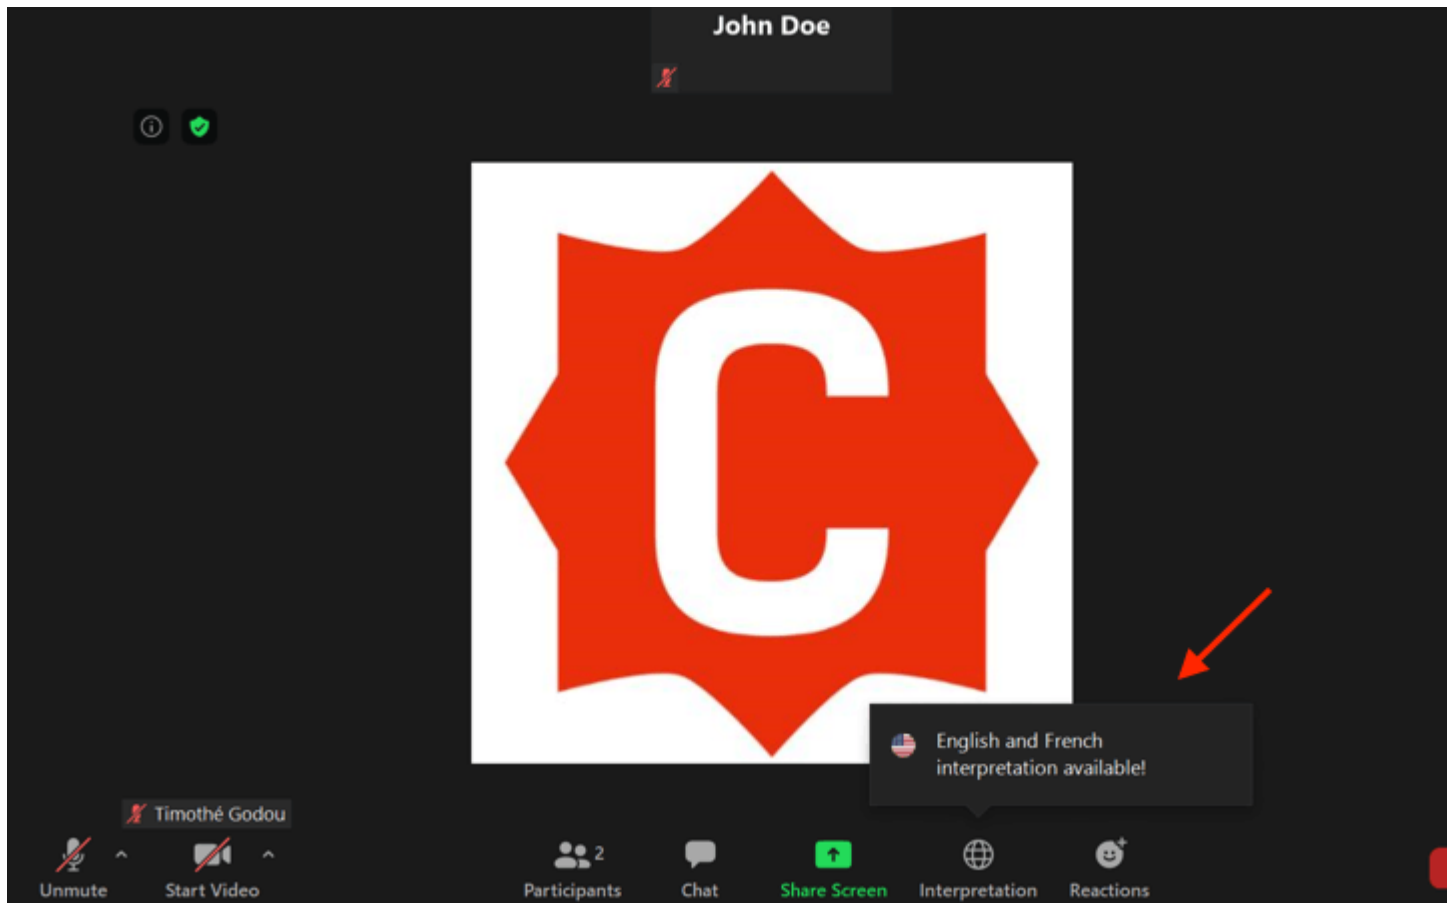 John Doe
C
English and French
interpretation available!
Timothé Godou
2
Unmute
Start Video
Participants
Chat
Share Screen
Interpretation
Reactions